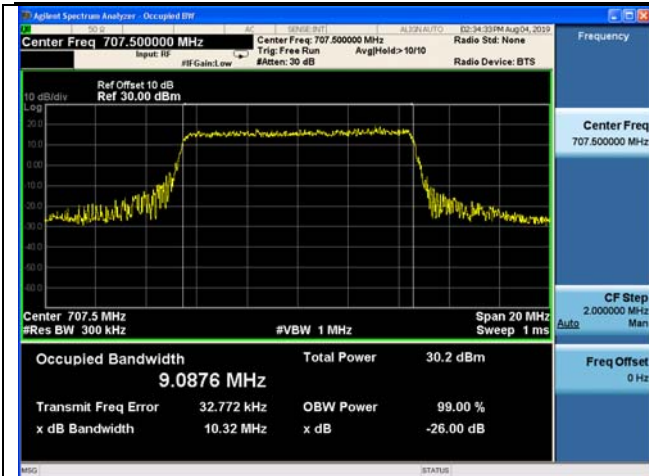 Agilent Spectrum Analyzer - Occupied BW
50 Ω AC SENSE:INT ALIGN AUTO 02:34:33 PM Aug 04, 2019
Center Freq 707.500000 MHz
Center Freq: 707.500000 MHz
Radio Std: None
Frequency
Input: RF
Trig: Free Run
Avg|Hold:> 10/10
#IFGain:Low
#Atten: 30 dB
Radio Device: BTS
Ref Offset 10 dB
10 dB/div
Ref 30.00 dBm
Log
20.0
10.0
0.00
-10.0
-20.0
-30.0
-40.0
-50.0
-60.0
Center Freq
707.500000 MHz
Center 707.5 MHz
Span 20 MHz
#Res BW 300 kHz
#VBW 1 MHz
Sweep 1 ms
CF Step
2.000000 MHz
Auto Man
Occupied Bandwidth
Total Power
30.2 dBm
9.0876 MHz
Freq Offset
0 Hz
Transmit Freq Error
32.772 kHz
OBW Power
99.00 %
x dB Bandwidth
10.32 MHz
x dB
-26.00 dB
MSG
STATUS